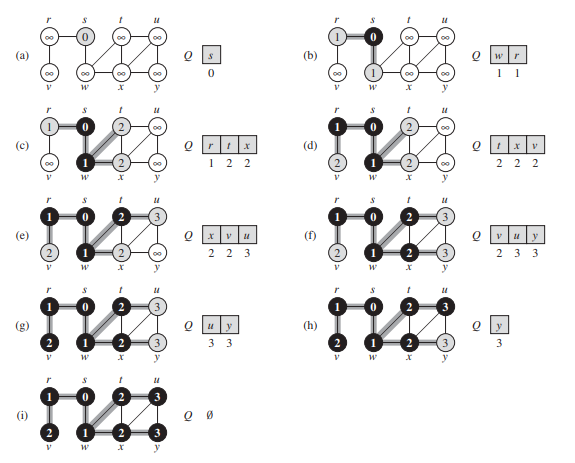 r s t u
∞ 0 ∞ ∞
(a) Q s
0
∞ ∞ ∞ ∞
v w x y
r s t u
1 0 ∞ ∞
(b) Q w r
1 1
∞ 1 ∞ ∞
v w x y
r s t u
1 0 2 ∞
(c) Q r t x
1 2 2
∞ 1 2 ∞
v w x y
r s t u
1 0 2 ∞
(d) Q t x v
2 2 2
2 1 2 ∞
v w x y
r s t u
1 0 2 3
(e) Q x v u
2 2 3
2 1 2 ∞
v w x y
r s t u
1 0 2 3
(f) Q v u y
2 3 3
2 1 2 3
v w x y
r s t u
1 0 2 3
(g) Q u y
3 3
2 1 2 3
v w x y
r s t u
1 0 2 3
(h) Q y
3
2 1 2 3
v w x y
r s t u
1 0 2 3
(i) Q ∅
2 1 2 3
v w x y